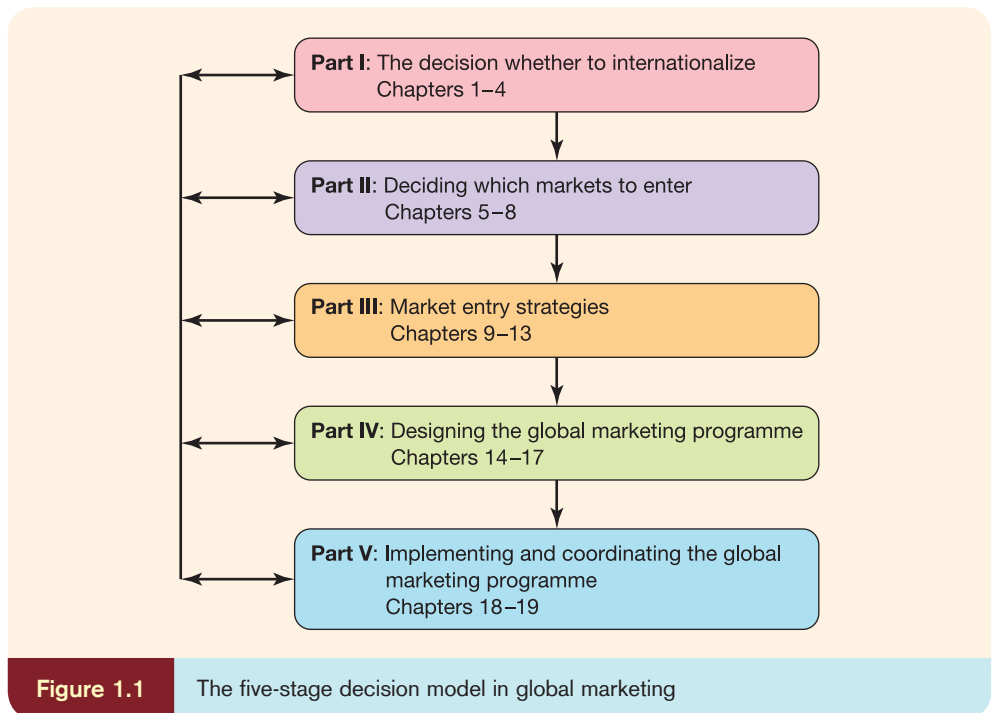 Part I: The decision whether to internationalize
Chapters 1–4
Part II: Deciding which markets to enter
Chapters 5–8
Part III: Market entry strategies
Chapters 9–13
Part IV: Designing the global marketing programme
Chapters 14–17
Part V: Implementing and coordinating the global
marketing programme
Chapters 18–19
Figure 1.1 The five-stage decision model in global marketing